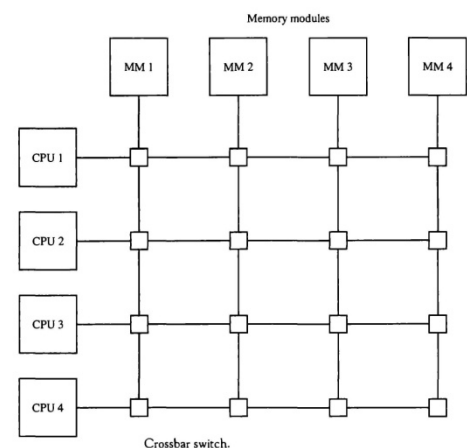 Memory modules
MM 1 MM 2 MM 3 MM 4
CPU 1
CPU 2
CPU 3
CPU 4
Crossbar switch.